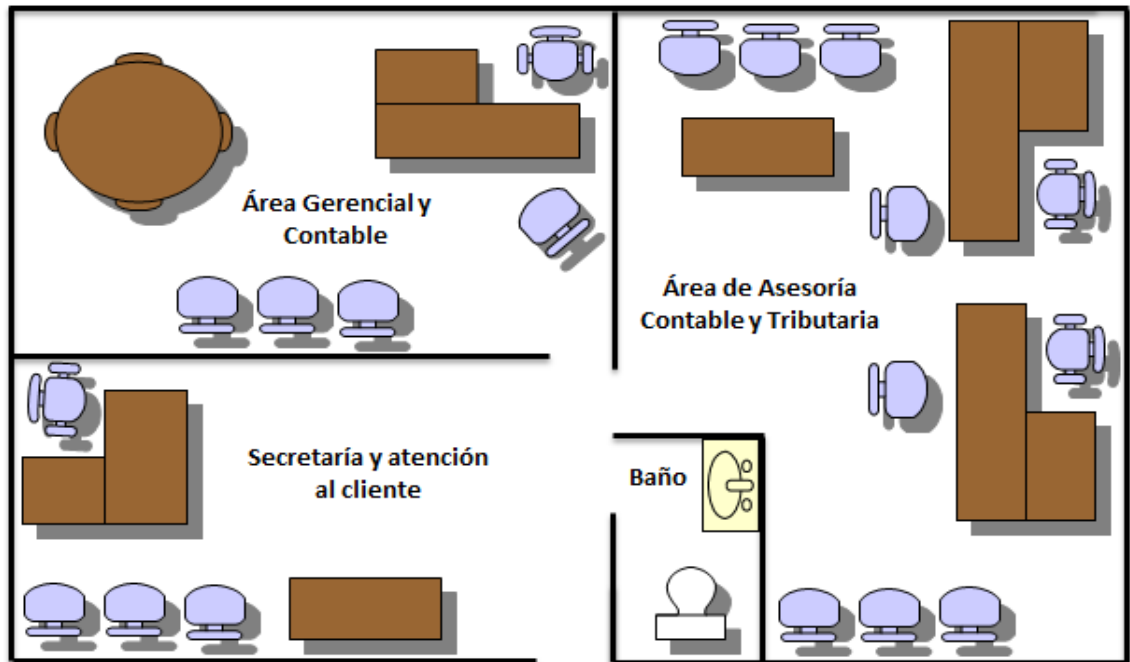 Área Gerencial y
Contable
Área de Asesoría
Contable y Tributaria
Secretaría y atención
al cliente
Baño